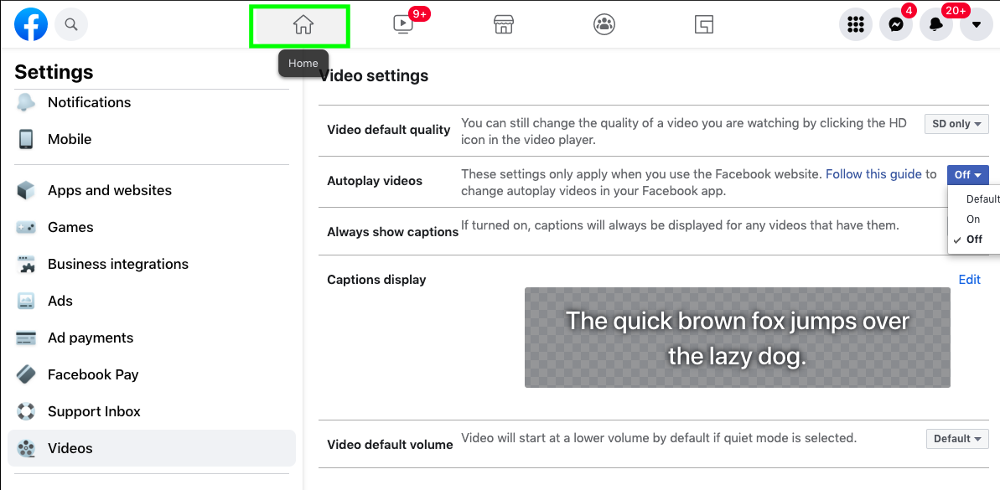 9+
4
20+
Home
Settings
Notifications
Mobile
Apps and websites
Games
Business integrations
Ads
Ad payments
Facebook Pay
Support Inbox
Videos
Video settings
Video default quality
You can still change the quality of a video you are watching by clicking the HD
icon in the video player.
SD only
Autoplay videos
These settings only apply when you use the Facebook website. Follow this guide to
change autoplay videos in your Facebook app.
Off
Default
On
Off
Always show captions
If turned on, captions will always be displayed for any videos that have them.
Captions display
Edit
The quick brown fox jumps over
the lazy dog.
Video default volume
Video will start at a lower volume by default if quiet mode is selected.
Default